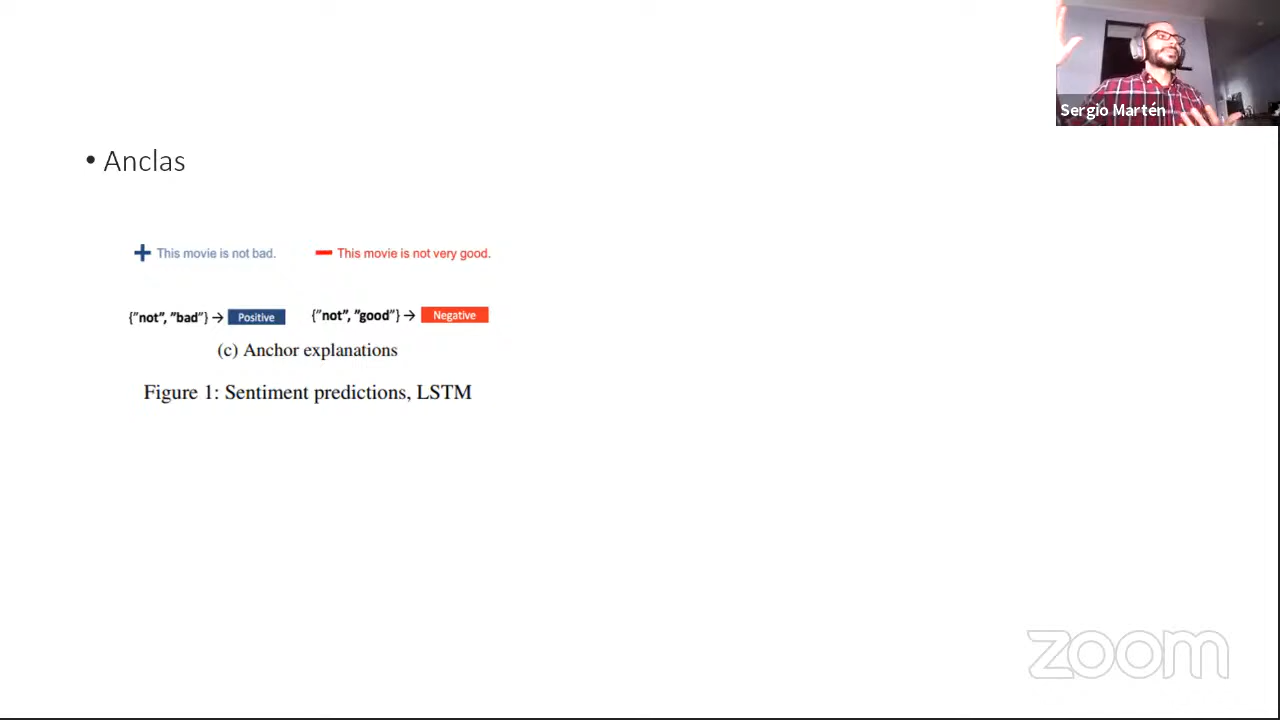 Sergio Martén
• Anclas
+ This movie is not bad.
− This movie is not very good.
{"not", "bad"} → Positive
{"not", "good"} → Negative
(c) Anchor explanations
Figure 1: Sentiment predictions, LSTM
zoom